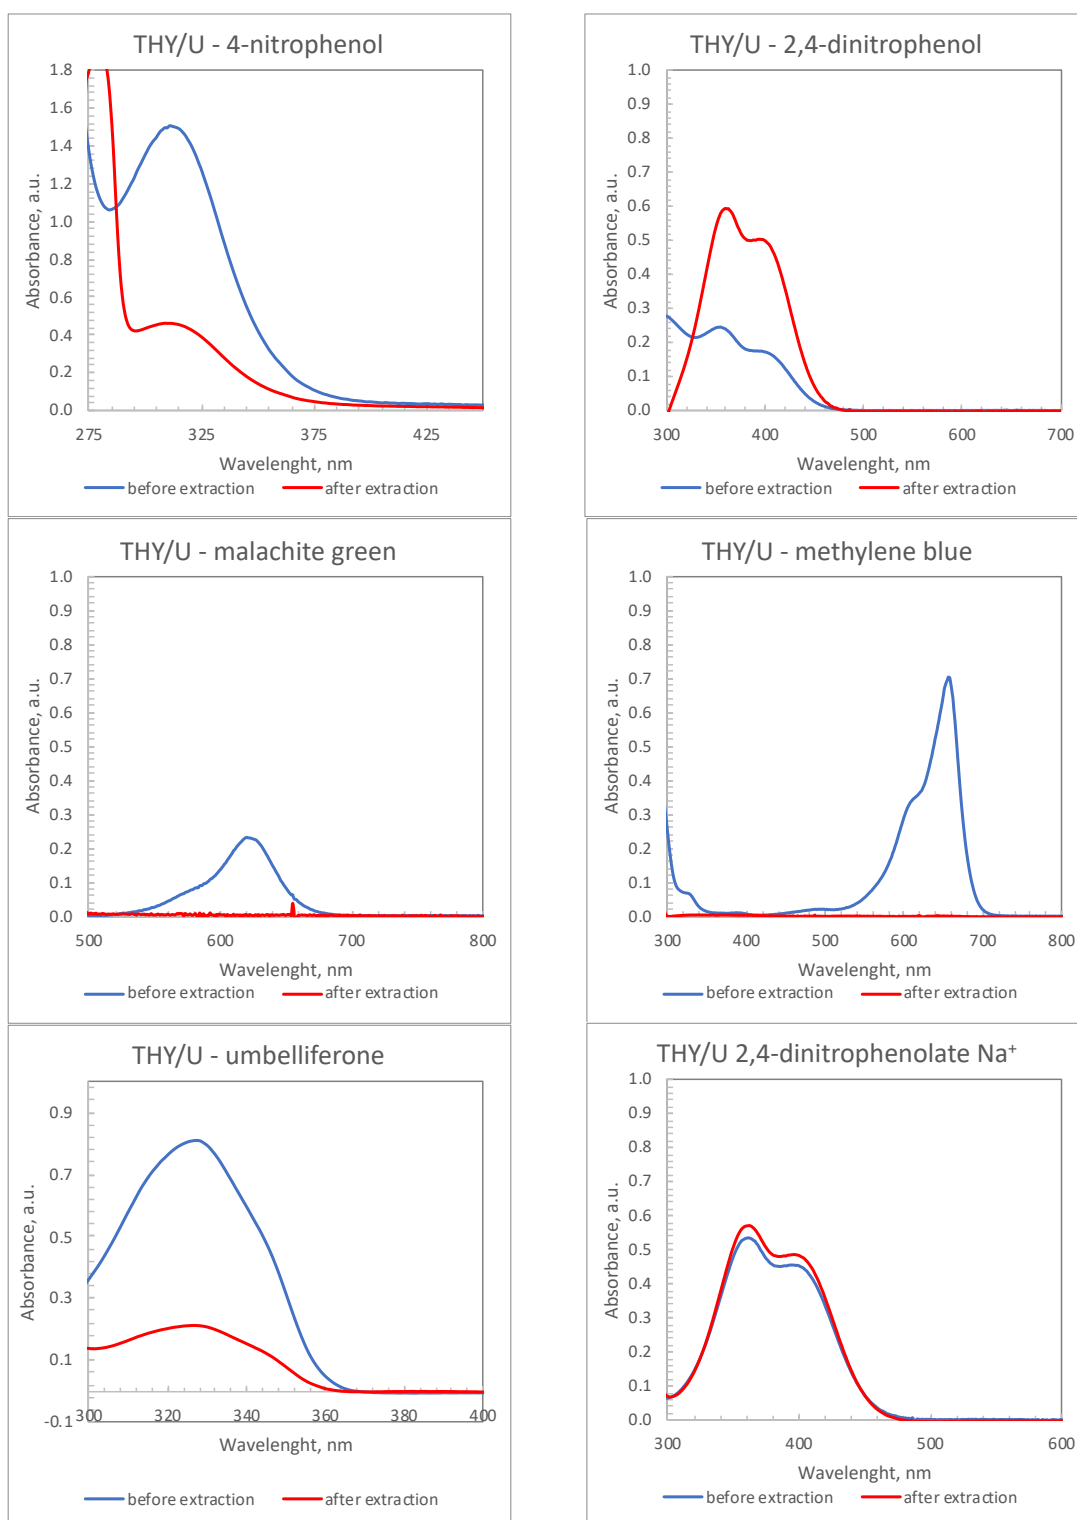 THY/U - 4-nitrophenol
1.8
1.6
1.4
1.2
1.0
0.8
0.6
0.4
0.2
0.0
Absorbance, a.u.
275 325 375 425
Wavelenght, nm
before extraction after extraction
THY/U - 2,4-dinitrophenol
1.0
0.9
0.8
0.7
0.6
0.5
0.4
0.3
0.2
0.1
0.0
Absorbance, a.u.
300 400 500 600 700
Wavelenght, nm
before extraction after extraction
THY/U - malachite green
1.0
0.9
0.8
0.7
0.6
0.5
0.4
0.3
0.2
0.1
0.0
Absorbance, a.u.
500 600 700 800
Wavelenght, nm
before extraction after extraction
THY/U - methylene blue
1.0
0.9
0.8
0.7
0.6
0.5
0.4
0.3
0.2
0.1
0.0
Absorbance, a.u.
300 400 500 600 700 800
Wavelenght, nm
before extraction after extraction
THY/U - umbelliferone
0.9
0.7
0.5
0.3
0.1
-0.1
Absorbance, a.u.
300 320 340 360 380 400
Wavelenght, nm
before extraction after extraction
THY/U 2,4-dinitrophenolate Na⁺
1.0
0.9
0.8
0.7
0.6
0.5
0.4
0.3
0.2
0.1
0.0
Absorbance, a.u.
300 400 500 600
Wavelenght, nm
before extraction after extraction